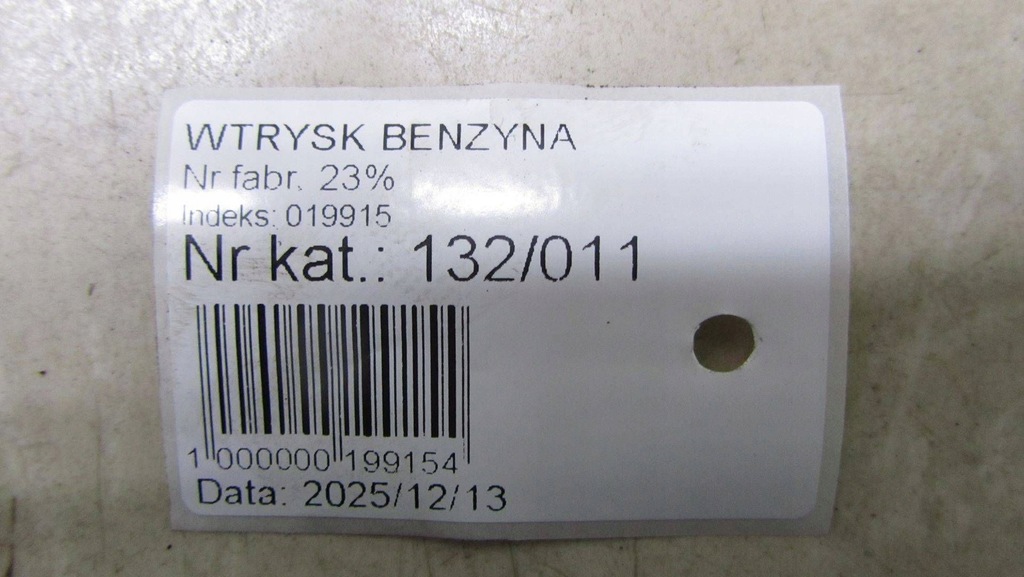 WTRYSK BENZYNA
Nr fabr. 23%
Indeks: 019915
Nr kat.: 132/011
1 000000 199154
Data: 2025/12/13